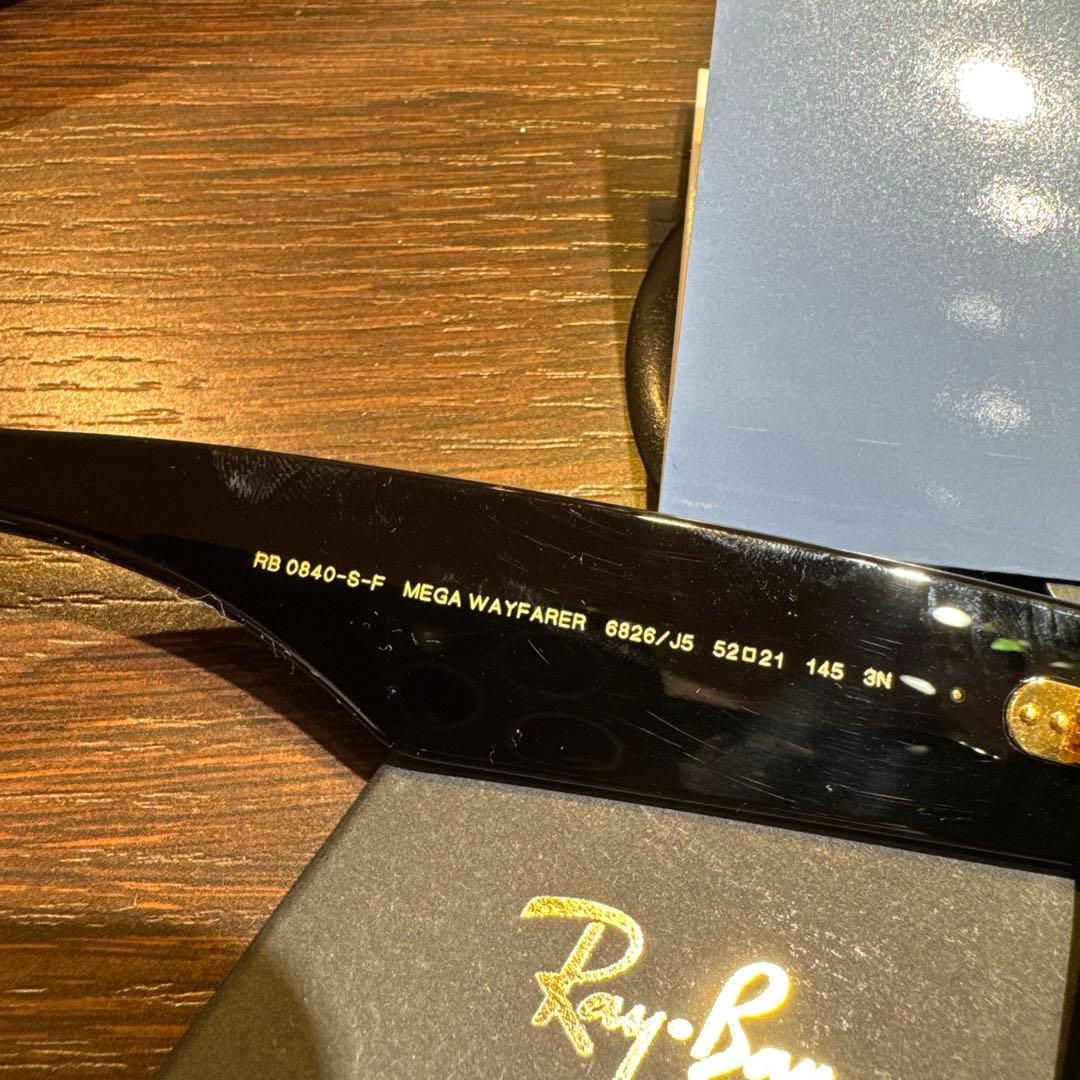 RB 0840-S-F MEGA WAYFARER 6826/J5 52□21 145 3N
Ray-Ban